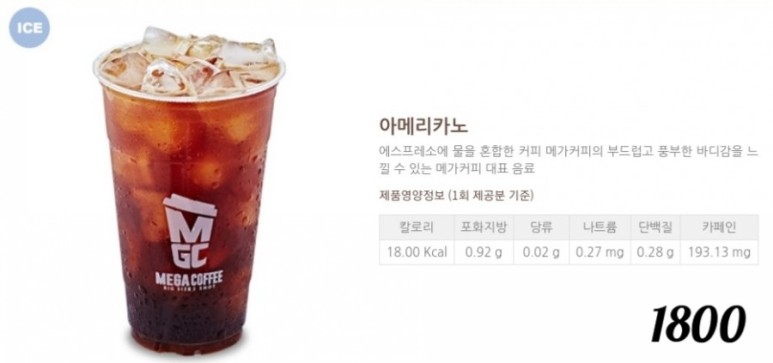 ICE
아메리카노
에스프레소에 물을 혼합한 커피 메가커피의 부드럽고 풍부한 바디감을 느
낄 수 있는 메가커피 대표 음료
제품영양정보 (1회 제공분 기준)
칼로리 포화지방 당류 나트륨 단백질 카페인
18.00 Kcal 0.92 g 0.02 g 0.27 mg 0.28 g 193.13 mg
M
GC
MEGA COFFEE
BIG SIZE 2 SHOT
1800